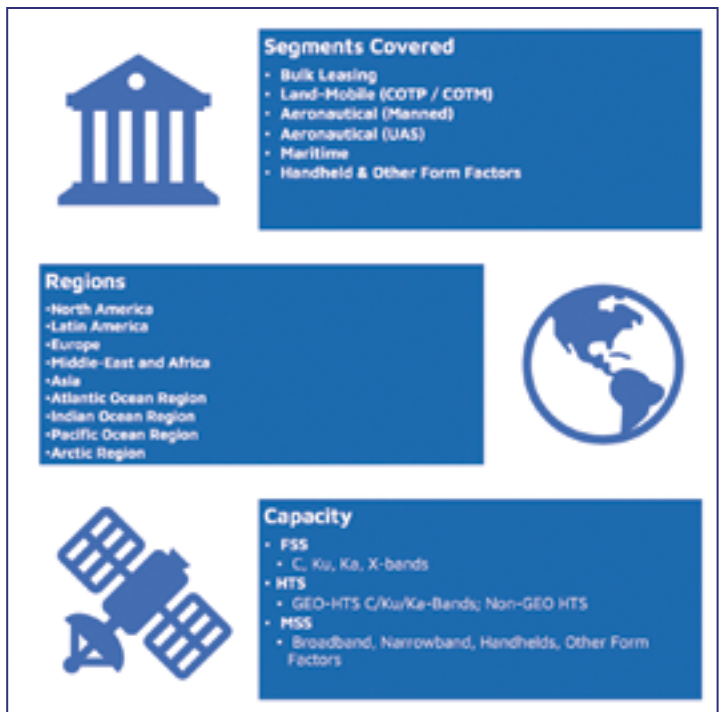 Segments Covered
• Bulk Leasing
• Land-Mobile (COTP / COTM)
• Aeronautical (Manned)
• Aeronautical (UAS)
• Maritime
• Handheld & Other Form Factors
Regions
•North America
•Latin America
•Europe
•Middle-East and Africa
•Asia
•Atlantic Ocean Region
•Indian Ocean Region
•Pacific Ocean Region
•Arctic Region
Capacity
• FSS
• C, Ku, Ka, X-bands
• HTS
• GEO-HTS C/Ku/Ka-Bands; Non-GEO HTS
• MSS
• Broadband, Narrowband, Handhelds, Other Form
Factors